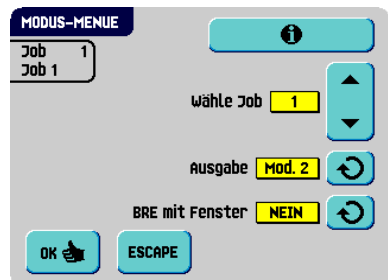 MODUS-MENUE
Job 1
Job 1
Wähle Job 1
Ausgabe Mod. 2
BRE mit Fenster NEIN
OK ESCAPE